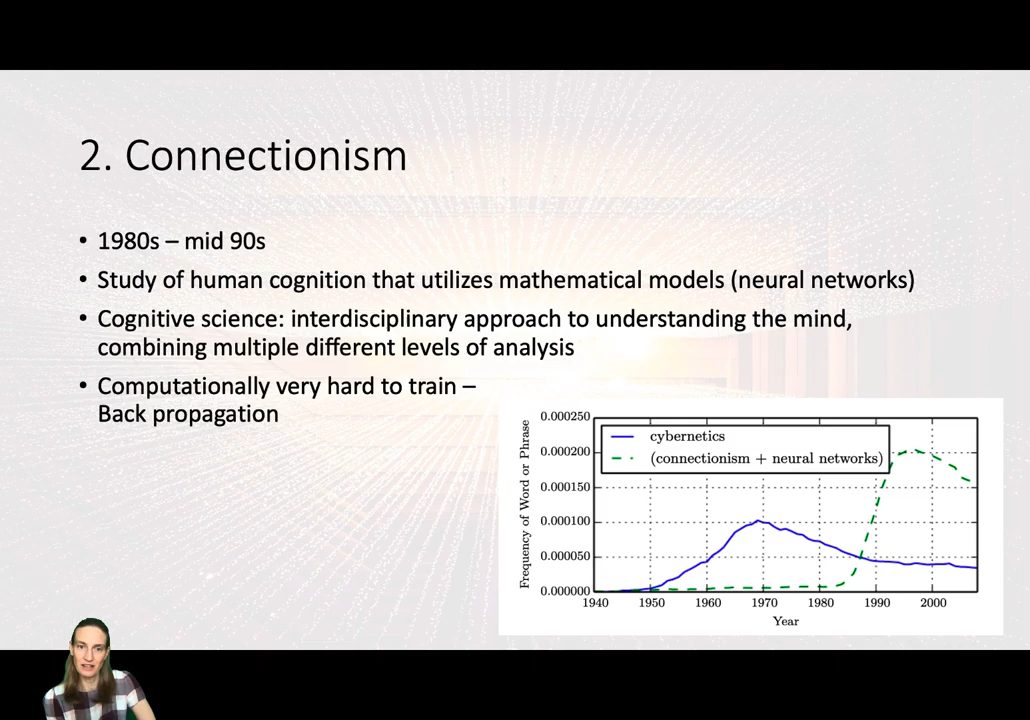 2. Connectionism
• 1980s – mid 90s
• Study of human cognition that utilizes mathematical models (neural networks)
• Cognitive science: interdisciplinary approach to understanding the mind,
combining multiple different levels of analysis
• Computationally very hard to train –
Back propagation
Frequency of Word or Phrase
0.000250
0.000200
0.000150
0.000100
0.000050
0.000000
cybernetics
(connectionism + neural networks)
1940 1950 1960 1970 1980 1990 2000
Year